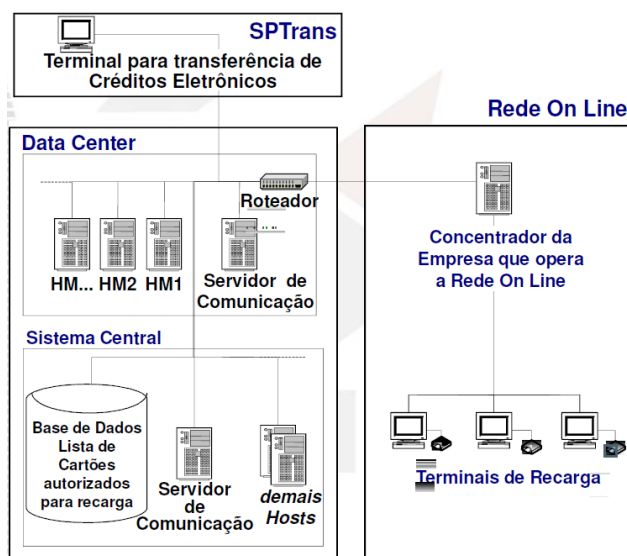 SPTrans
Terminal para transferência de
Créditos Eletrônicos
Data Center
Roteador
HM...
HM2
HM1
Servidor de
Comunicação
Sistema Central
Base de Dados
Lista de
Cartões
autorizados
para recarga
Servidor
de
Comunicação
demais
Hosts
Rede On Line
Concentrador da
Empresa que opera
a Rede On Line
Terminais de Recarga